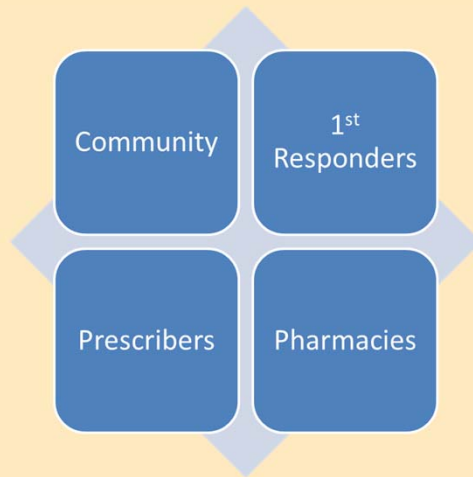 Community
1st
Responders
Prescribers
Pharmacies